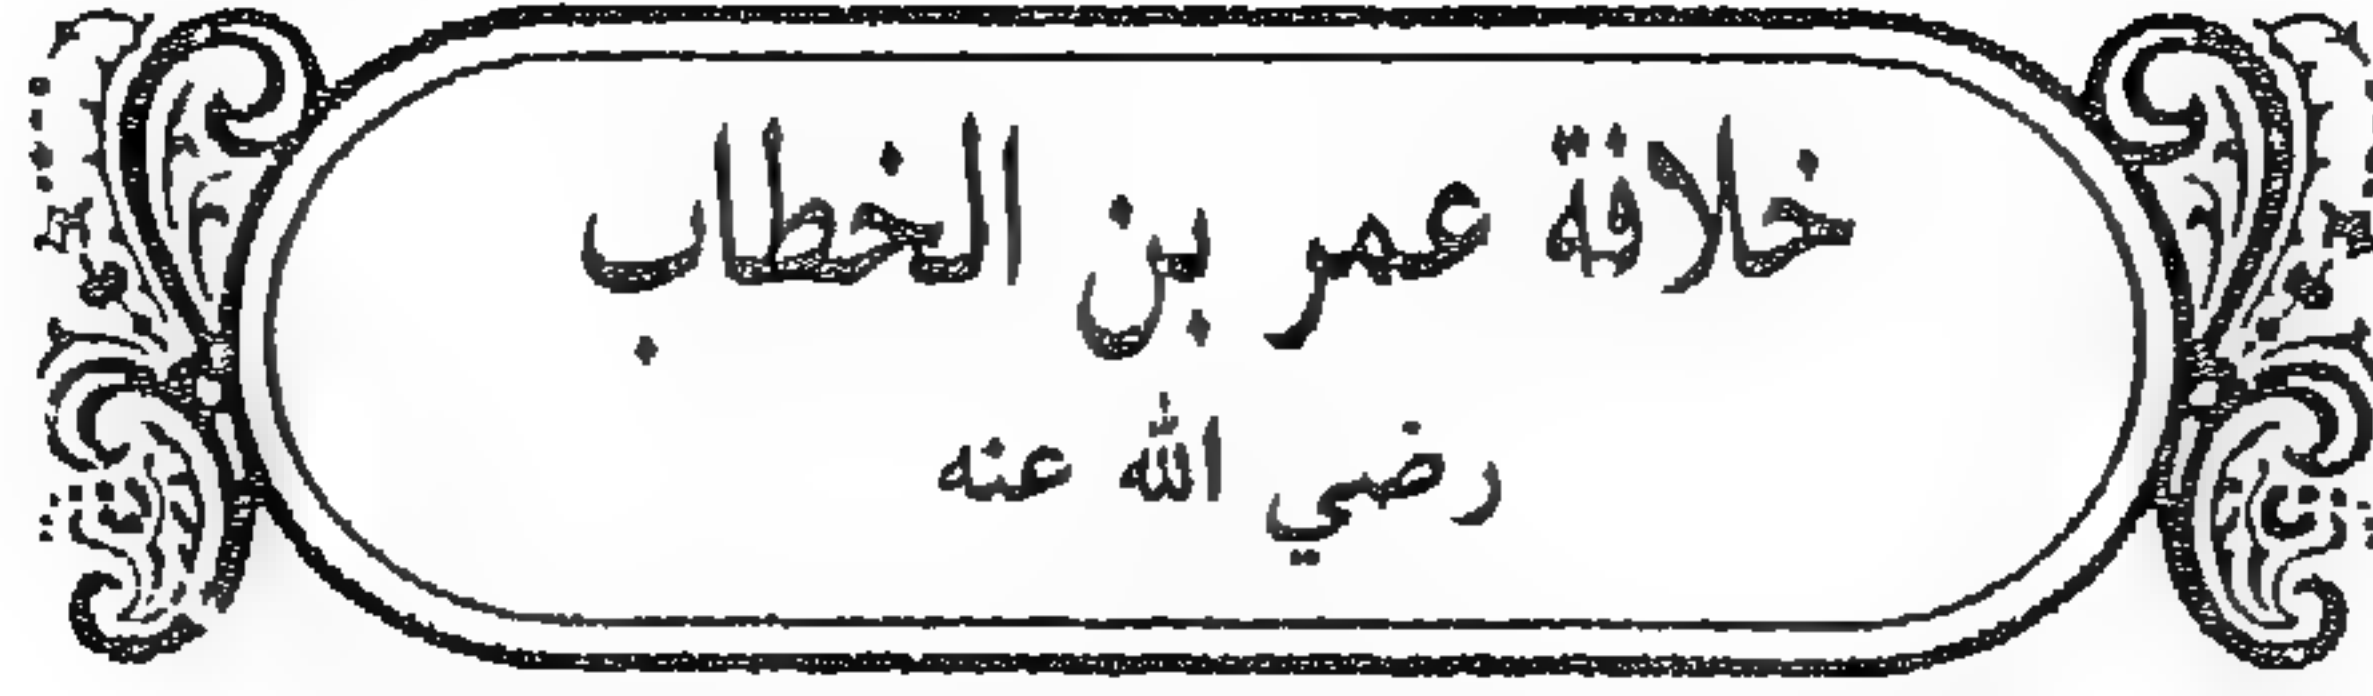 خلافة عمر بن الخطاب
رضي الله عنه